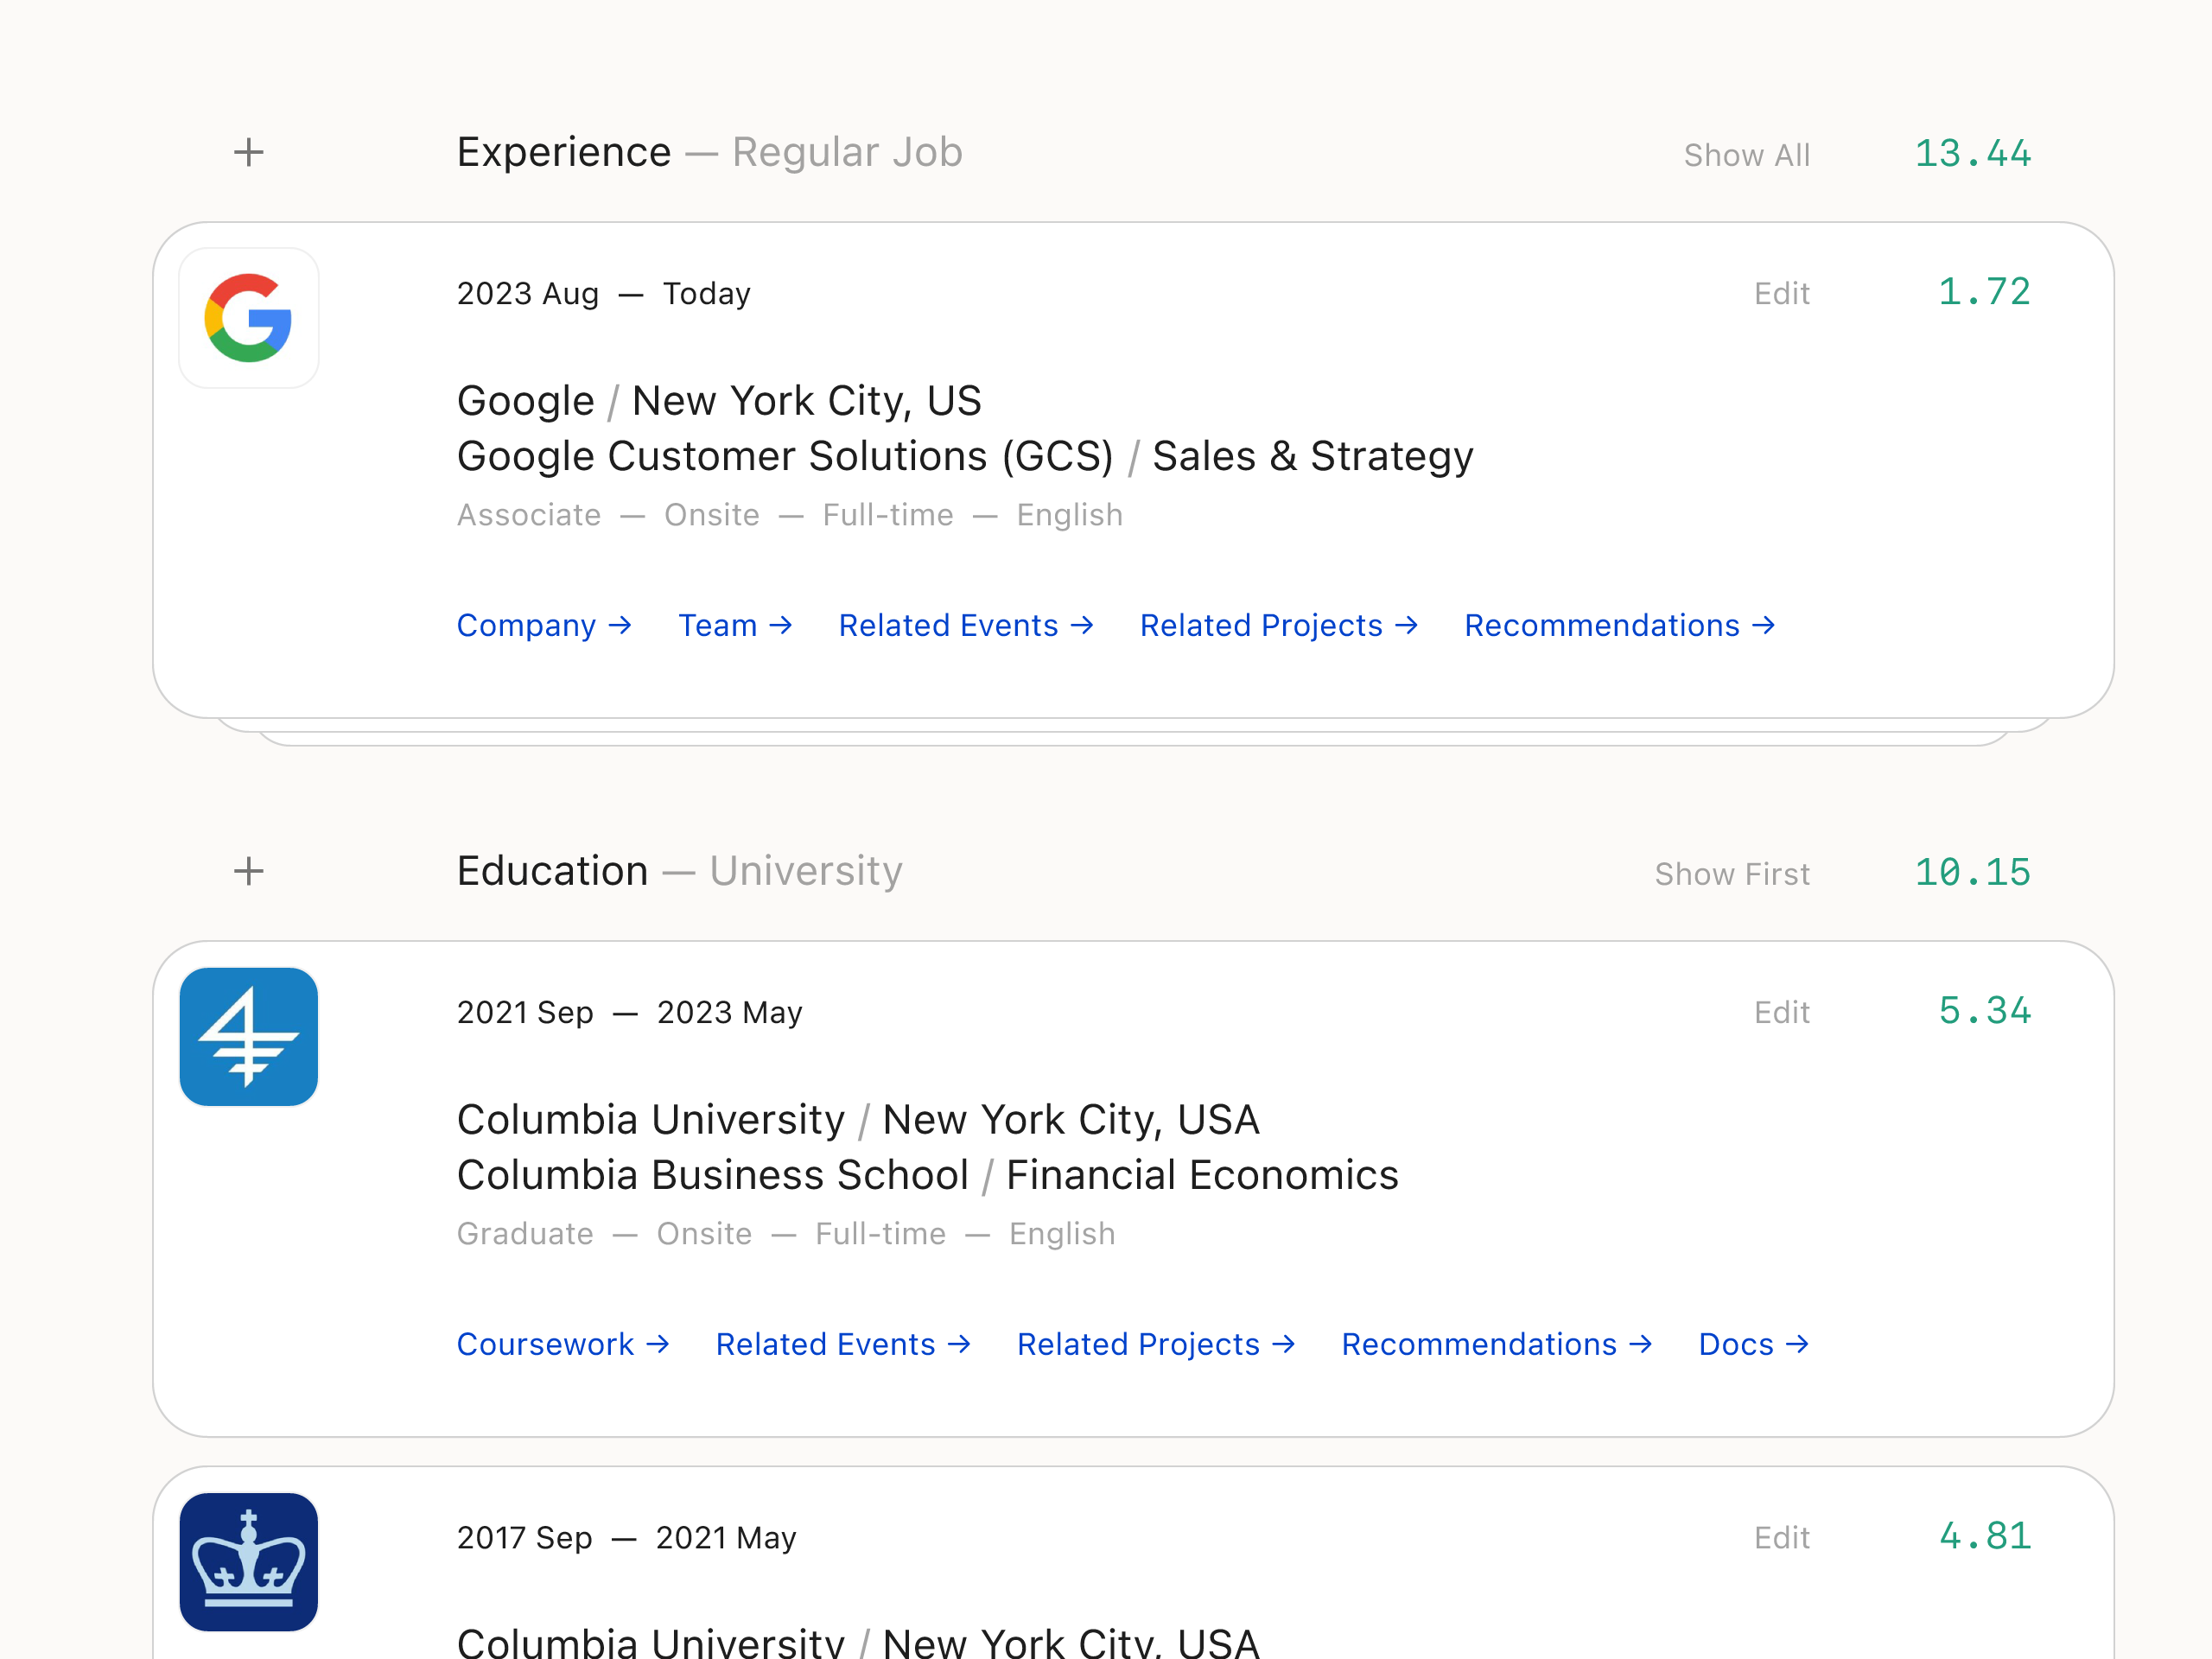 + Experience — Regular Job Show All 13.44
2023 Aug — Today Edit 1.72
Google / New York City, US
Google Customer Solutions (GCS) / Sales & Strategy
Associate — Onsite — Full-time — English
Company → Team → Related Events → Related Projects → Recommendations →
+ Education — University Show First 10.15
2021 Sep — 2023 May Edit 5.34
Columbia University / New York City, USA
Columbia Business School / Financial Economics
Graduate — Onsite — Full-time — English
Coursework → Related Events → Related Projects → Recommendations → Docs →
2017 Sep — 2021 May Edit 4.81
Columbia University / New York City, USA